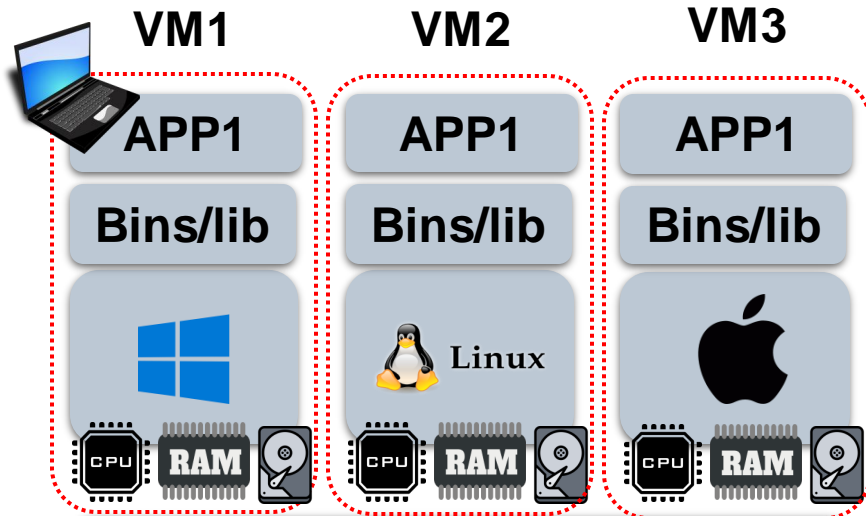 VM1
VM2
VM3
APP1
APP1
APP1
Bins/lib
Bins/lib
Bins/lib
Linux
CPU
RAM
CPU
RAM
CPU
RAM